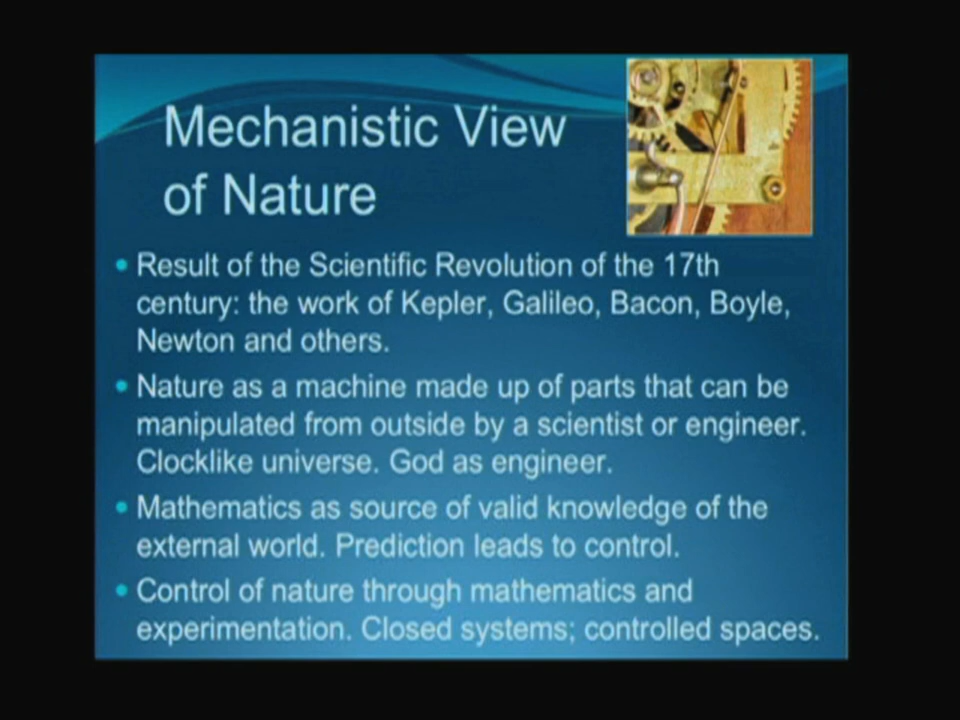 Mechanistic View
of Nature
• Result of the Scientific Revolution of the 17th
century: the work of Kepler, Galileo, Bacon, Boyle,
Newton and others.
• Nature as a machine made up of parts that can be
manipulated from outside by a scientist or engineer.
Clocklike universe. God as engineer.
• Mathematics as source of valid knowledge of the
external world. Prediction leads to control.
• Control of nature through mathematics and
experimentation. Closed systems; controlled spaces.